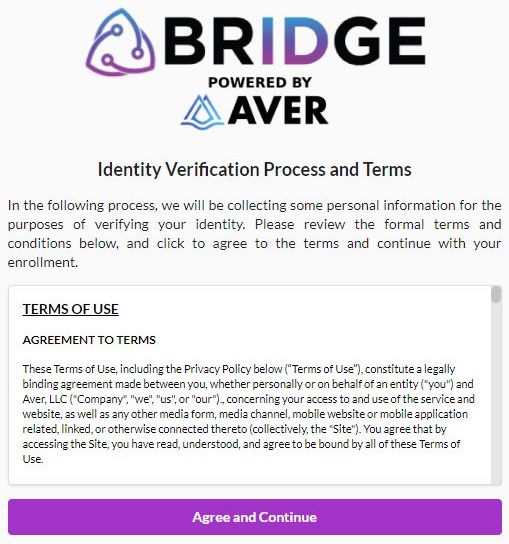 BRIDGE
POWERED BY
AVER
Identity Verification Process and Terms
In the following process, we will be collecting some personal information for the
purposes of verifying your identity. Please review the formal terms and
conditions below, and click to agree to the terms and continue with your
enrollment.
TERMS OF USE
AGREEMENT TO TERMS
These Terms of Use, including the Privacy Policy below ("Terms of Use"), constitute a legally
binding agreement made between you, whether personally or on behalf of an entity ("you") and
Aver, LLC ("Company", "we", "us", or "our")., concerning your access to and use of the service and
website, as well as any other media form, media channel, mobile website or mobile application
related, linked, or otherwise connected thereto (collectively, the "Site"). You agree that by
accessing the Site, you have read, understood, and agree to be bound by all of these Terms of
Use.
Agree and Continue